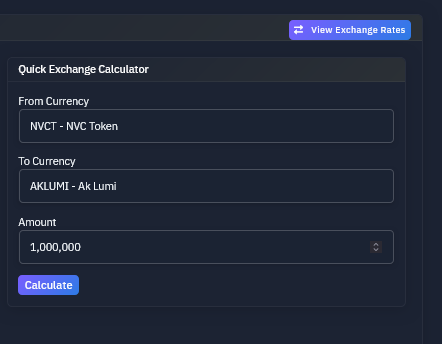 View Exchange Rates
Quick Exchange Calculator
From Currency
NVCT - NVC Token
To Currency
AKLUMI - Ak Lumi
Amount
1,000,000
Calculate